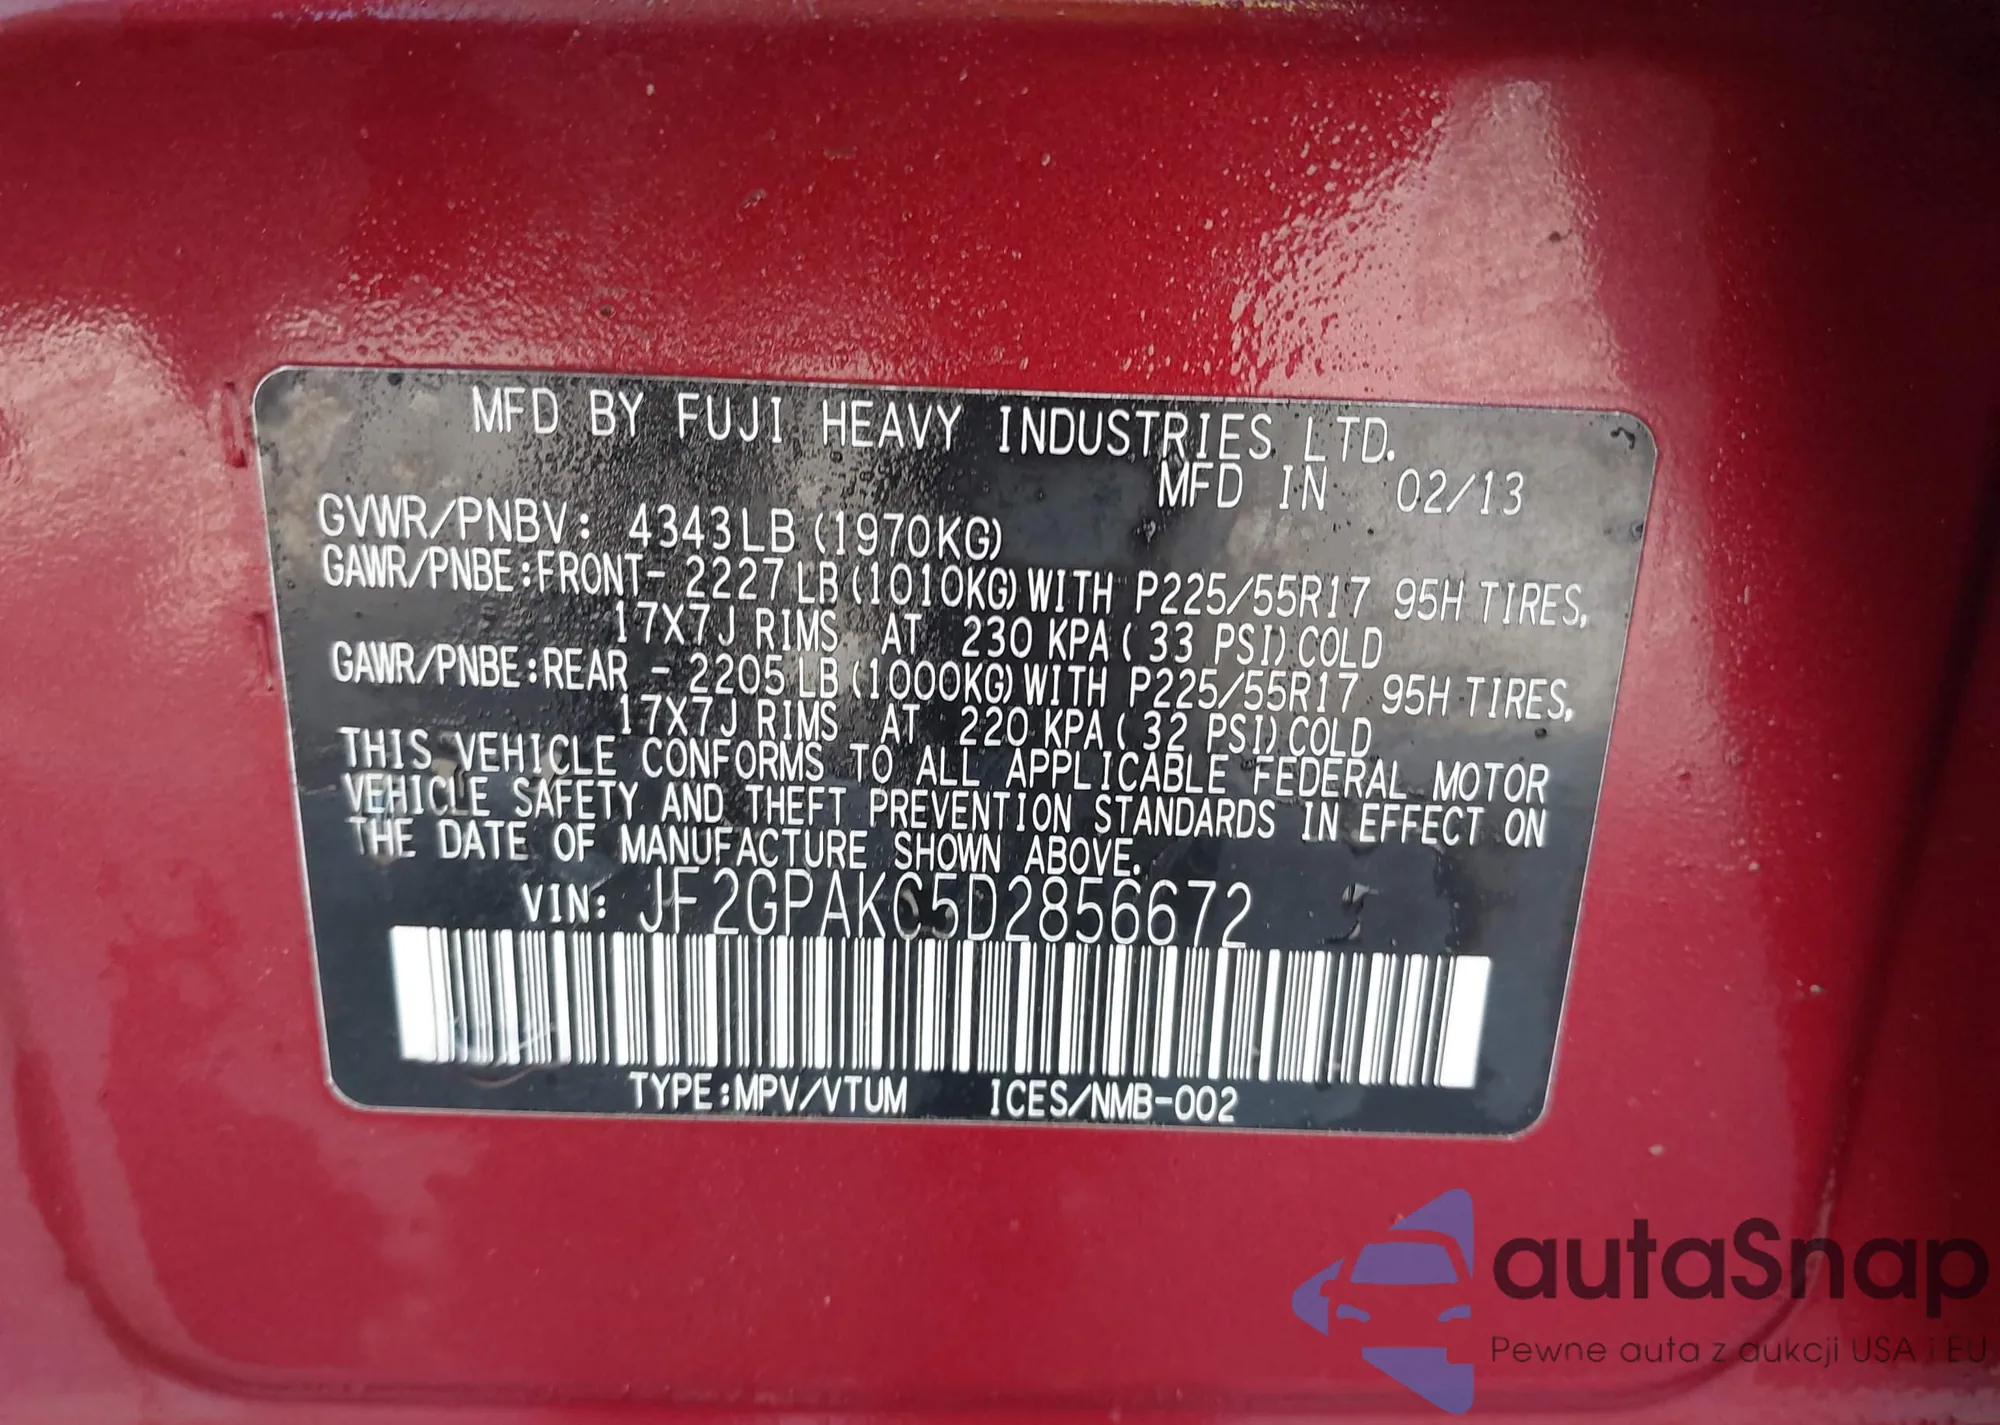 MFD BY FUJI HEAVY INDUSTRIES LTD.
MFD IN 02/13
GVWR/PNBV: 4343LB (1970KG)
GAWR/PNBE:FRONT- 2227 LB (1010KG) WITH P225/55R17 95H TIRES,
17X7J RIMS AT 230 KPA ( 33 PSI) COLD
GAWR/PNBE:REAR - 2205 LB (1000KG) WITH P225/55R17 95H TIRES,
17X7J RIMS AT 220 KPA ( 32 PSI) COLD
THIS VEHICLE CONFORMS TO ALL APPLICABLE FEDERAL MOTOR
VEHICLE SAFETY AND THEFT PREVENTION STANDARDS IN EFFECT ON
THE DATE OF MANUFACTURE SHOWN ABOVE.
VIN: JF2GPAKC5D2856672
TYPE:MPV/VTUM ICES/NMB-002
autaSnap
Pewne auta z aukcji USA i EU